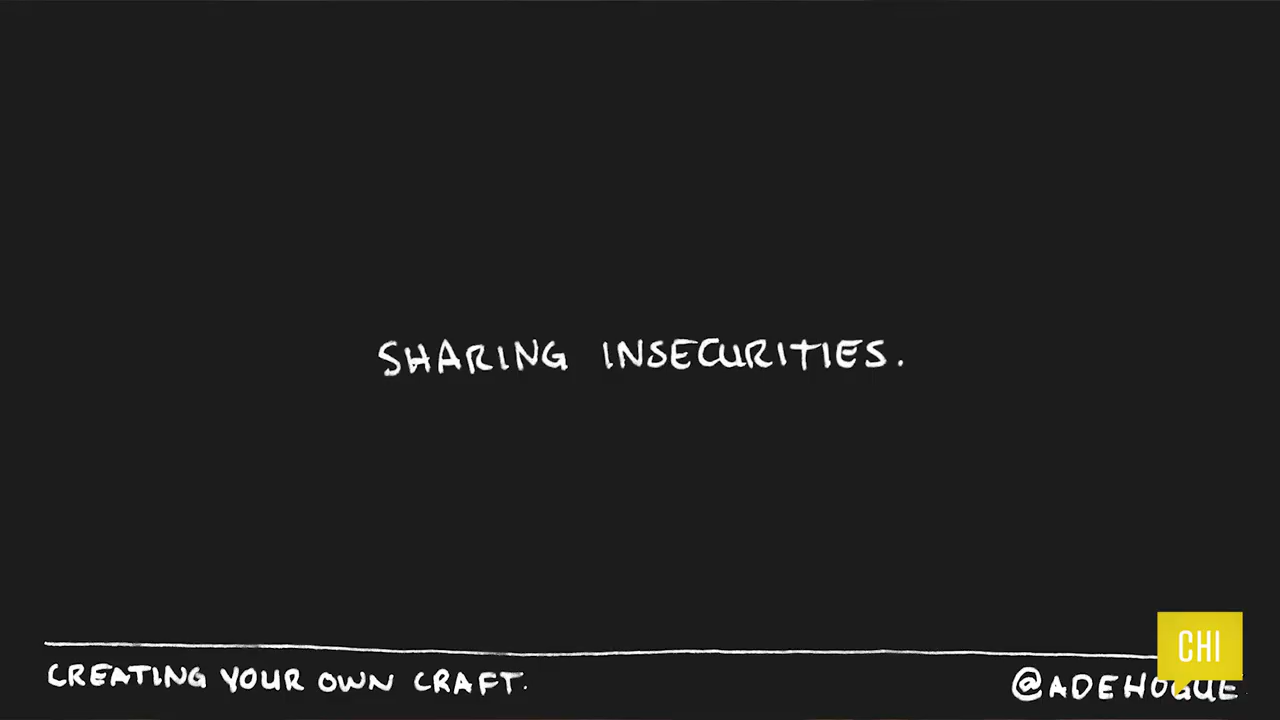 SHARING INSECURITIES.
CREATING YOUR OWN CRAFT.
@ADEHOGUE
CHI